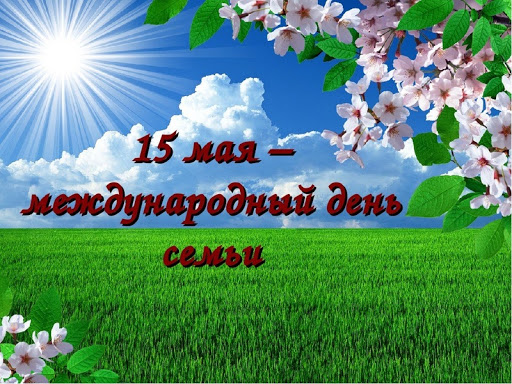 15 мая –
международный день
семьи